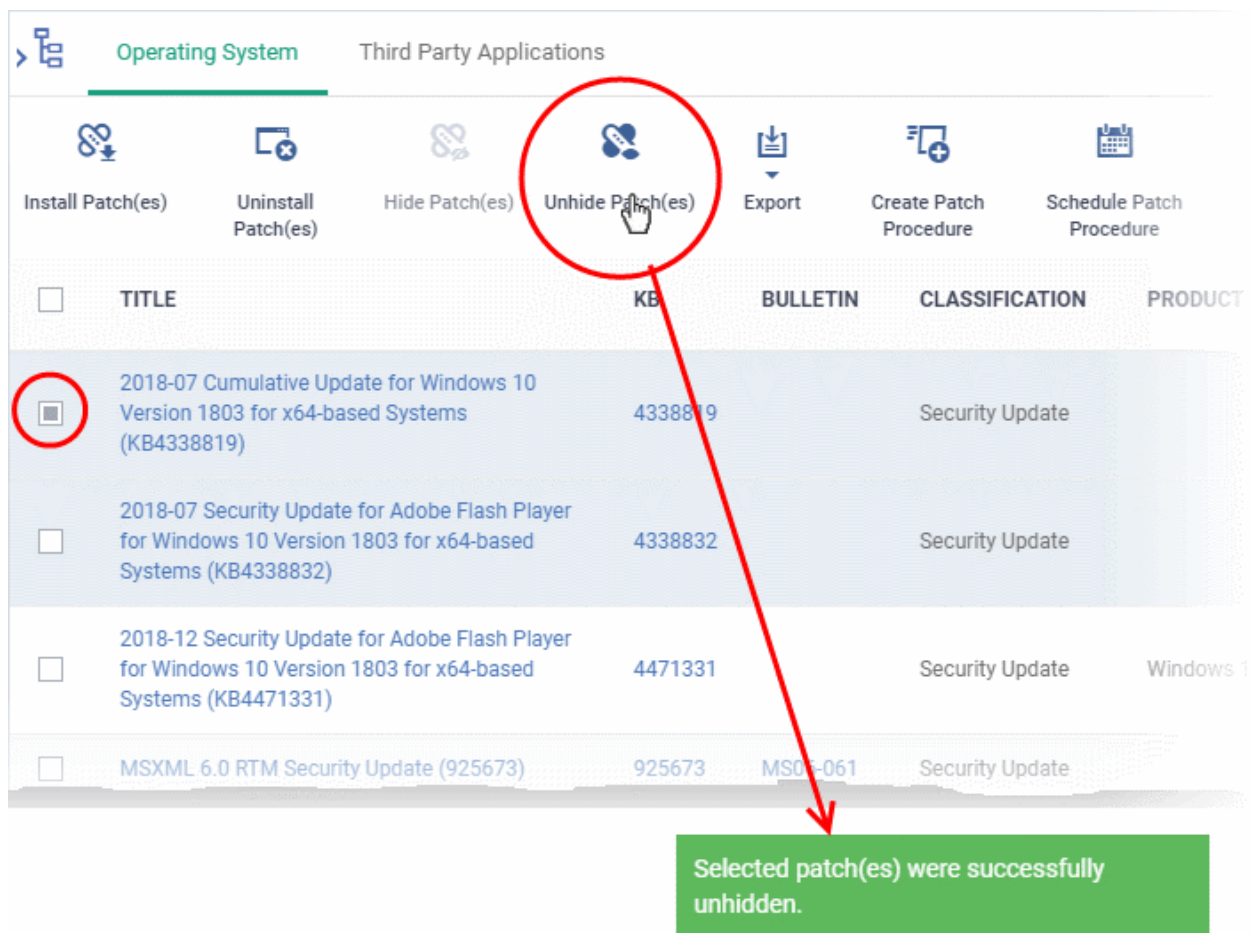 Operating System Third Party Applications
Install Patch(es) Uninstall Patch(es) Hide Patch(es) Unhide Patch(es) Export Create Patch Procedure Schedule Patch Procedure
TITLE KB BULLETIN CLASSIFICATION PRODUCT
2018-07 Cumulative Update for Windows 10
Version 1803 for x64-based Systems 4338819 Security Update
(KB4338819)
2018-07 Security Update for Adobe Flash Player
for Windows 10 Version 1803 for x64-based 4338832 Security Update
Systems (KB4338832)
2018-12 Security Update for Adobe Flash Player
for Windows 10 Version 1803 for x64-based 4471331 Security Update Windows 1
Systems (KB4471331)
MSXML 6.0 RTM Security Update (925673) 925673 MS06-061 Security Update
Selected patch(es) were successfully
unhidden.